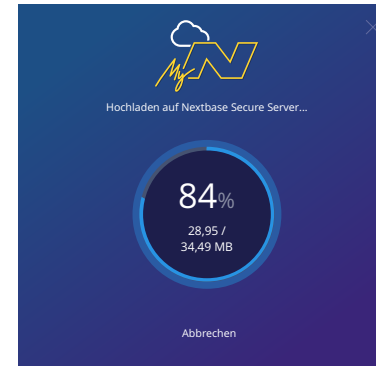 My N
Hochladen auf Nextbase Secure Server...
84%
28,95 /
34,49 MB
Abbrechen